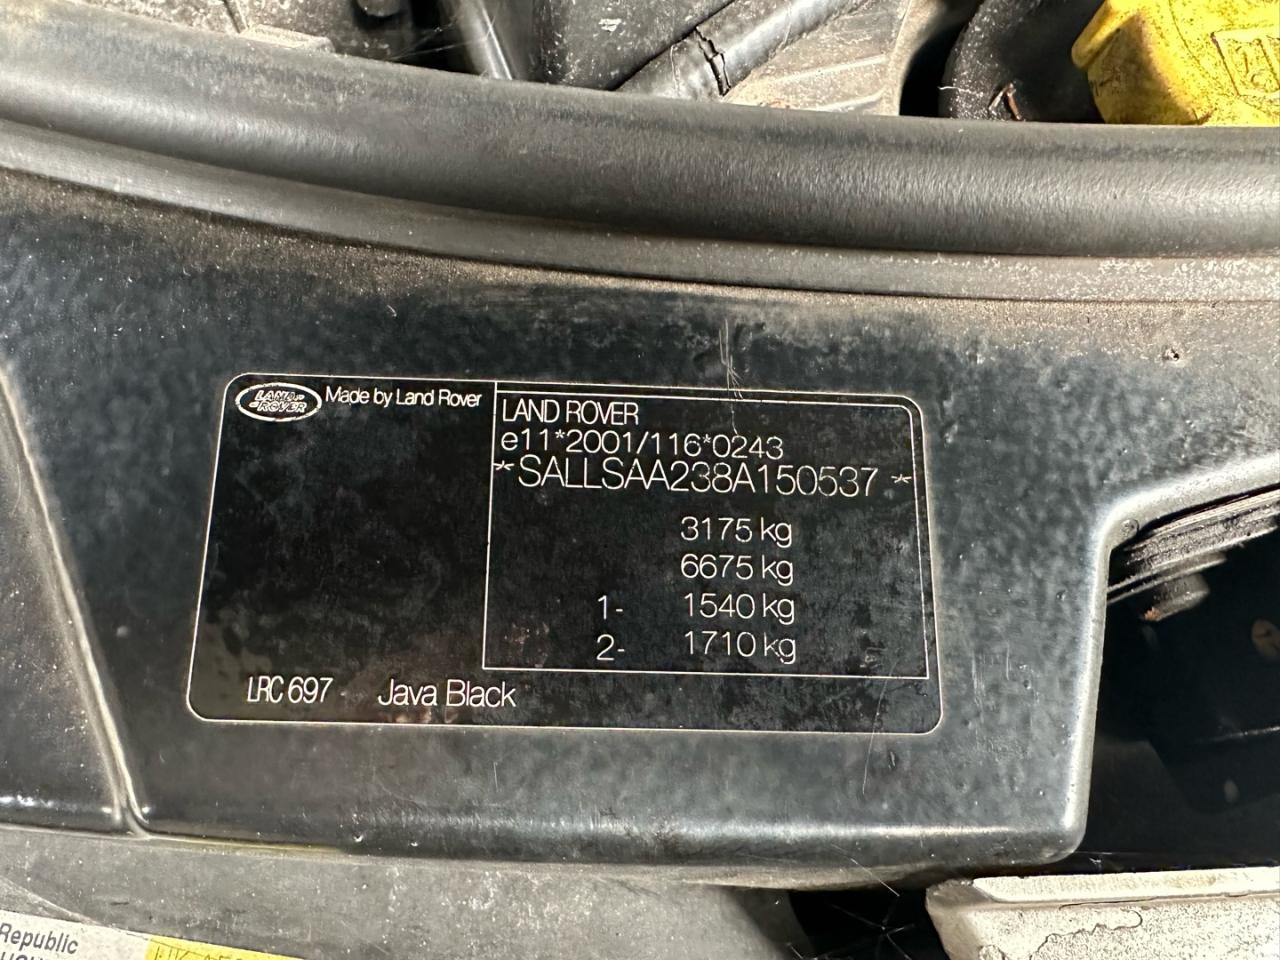 LAND ROVER
Made by Land Rover
LAND ROVER
e11*2001/116*0243
*SALLSAA238A150537*
3175 kg
6675 kg
1- 1540 kg
2- 1710 kg
LRC 697 Java Black
Republic